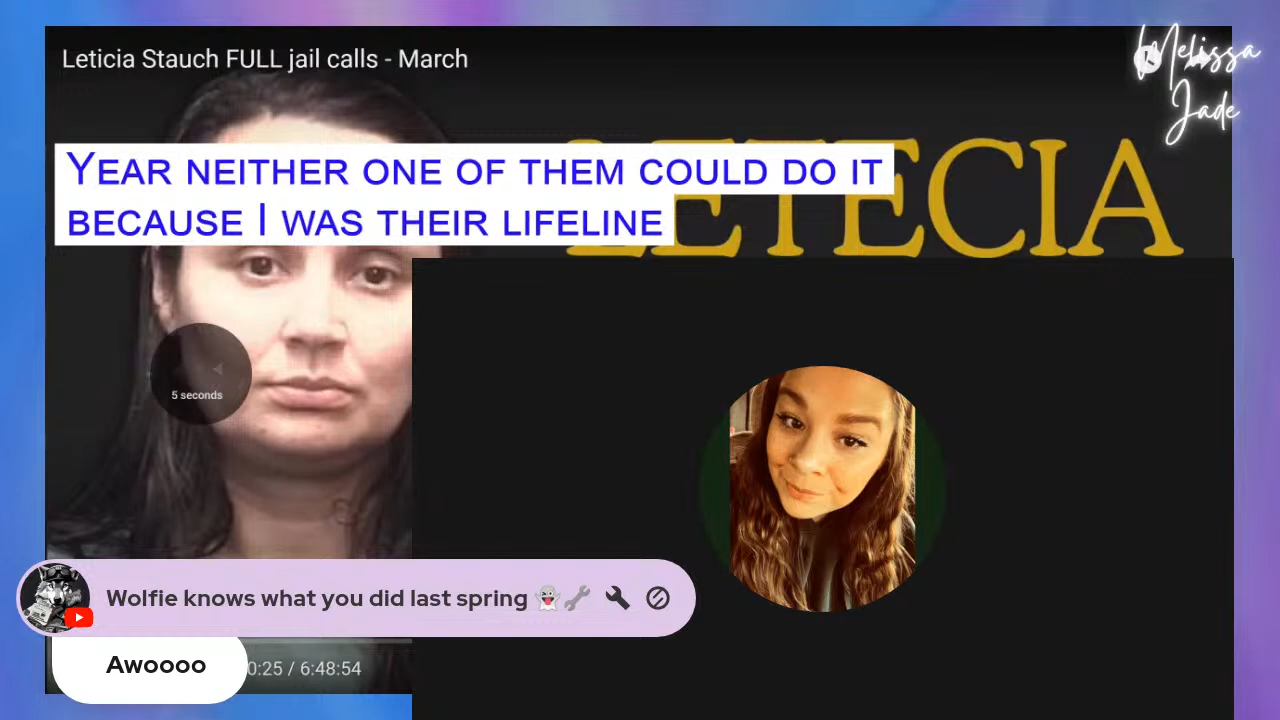 Leticia Stauch FULL jail calls - March
Melissa
Jade
YEAR NEITHER ONE OF THEM COULD DO IT
BECAUSE I WAS THEIR LIFELINE
LETECIA
5 seconds
Wolfie knows what you did last spring 👻🔧
Awoooo
0:25 / 6:48:54